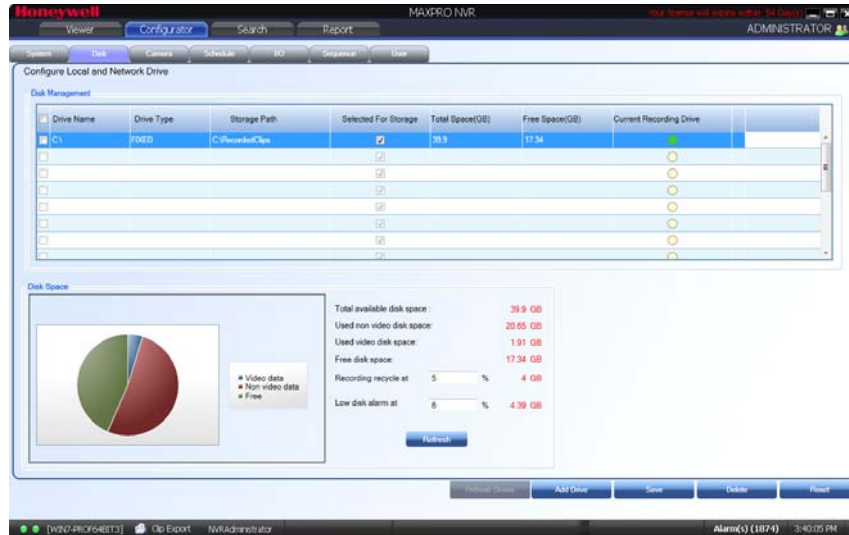 Honeywell MAXPRO NVR Your license will expire within 54 Day(s)
Viewer Configurator Search Report ADMINISTRATOR
System Disk Camera Schedule I/O Sequence User
Configure Local and Network Drive
Disk Management
Drive Name Drive Type Storage Path Selected For Storage Total Space(GB) Free Space(GB) Current Recording Drive
C:\ FIXED C:\RecordedClips 39.9 17.34
Disk Space
Total available disk space : 39.9 GB
Used non video disk space: 20.65 GB
Used video disk space: 1.91 GB
Free disk space: 17.34 GB
Video data
Non video data
Free
Recording recycle at 5 % 4 GB
Low disk alarm at 6 % 4.39 GB
Refresh
Refresh Drives Add Drive Save Delete Reset
[WIN7-PROF64BIT3] Clip Export NVRAdministrator Alarm(s) (1874) 3:40:05 PM